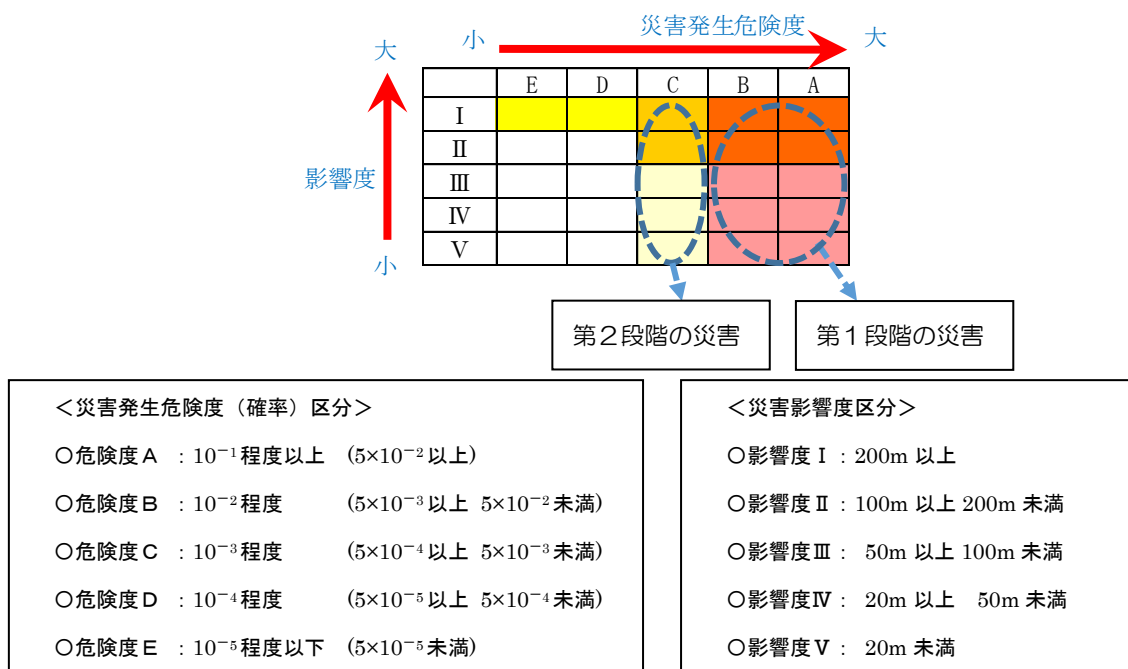 災害発生危険度
小 大
大
E D C B A
Ⅰ
Ⅱ
Ⅲ
Ⅳ
Ⅴ
影響度
小
第2段階の災害 第1段階の災害
<災害発生危険度(確率)区分>
○危険度A :10⁻¹程度以上 (5×10⁻²以上)
○危険度B :10⁻²程度 (5×10⁻³以上 5×10⁻²未満)
○危険度C :10⁻³程度 (5×10⁻⁴以上 5×10⁻³未満)
○危険度D :10⁻⁴程度 (5×10⁻⁵以上 5×10⁻⁴未満)
○危険度E :10⁻⁵程度以下 (5×10⁻⁵未満)
<災害影響度区分>
○影響度Ⅰ:200m 以上
○影響度Ⅱ:100m 以上 200m 未満
○影響度Ⅲ: 50m 以上 100m 未満
○影響度Ⅳ: 20m 以上 50m 未満
○影響度Ⅴ:20m 未満